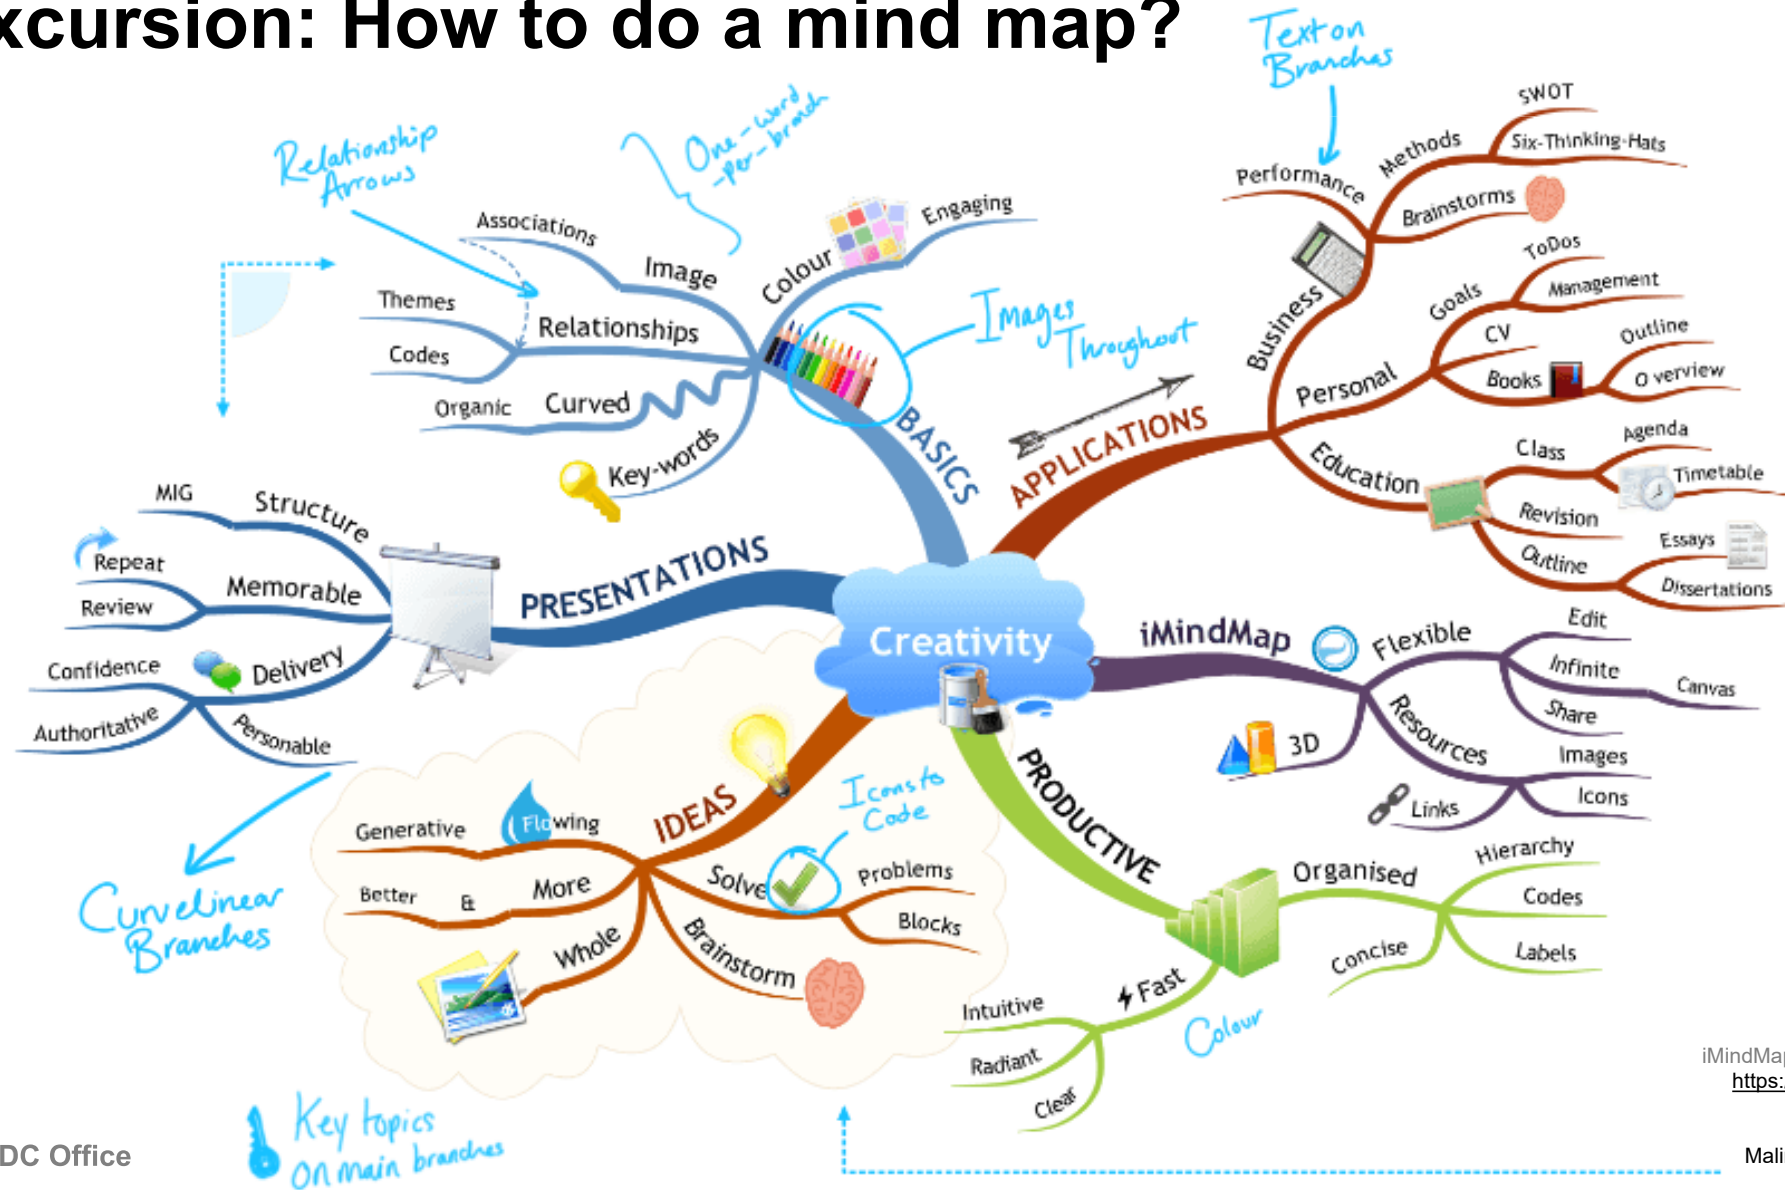 xcursion: How to do a mind map?
Text on
Branches
One-word
-per-branch
Relationship
Arrows
Images
Throughout
Creativity
BASICS
Colour
Engaging
Image
Associations
Relationships
Themes
Codes
Curved
Organic
Key-words
APPLICATIONS
Business
Performance
Methods
SWOT
Six-Thinking-Hats
Brainstorms
Personal
Goals
ToDos
Management
CV
Books
Outline
O verview
Education
Class
Agenda
Timetable
Revision
Outline
Essays
Dissertations
PRESENTATIONS
Structure
MIG
Memorable
Repeat
Review
Delivery
Confidence
Authoritative
Personable
iMindMap
Flexible
Edit
Infinite
Canvas
Share
Resources
Images
Icons
Links
3D
IDEAS
Flowing
Generative
More
&
Better
Whole
Brainstorm
Solve
Problems
Blocks
Icons to
Code
PRODUCTIVE
Organised
Hierarchy
Codes
Labels
Concise
Fast
Intuitive
Radiant
Clear
Colour
Curvelinear
Branches
Key topics
on main branches
iMindMap
https:
DC Office
Mali